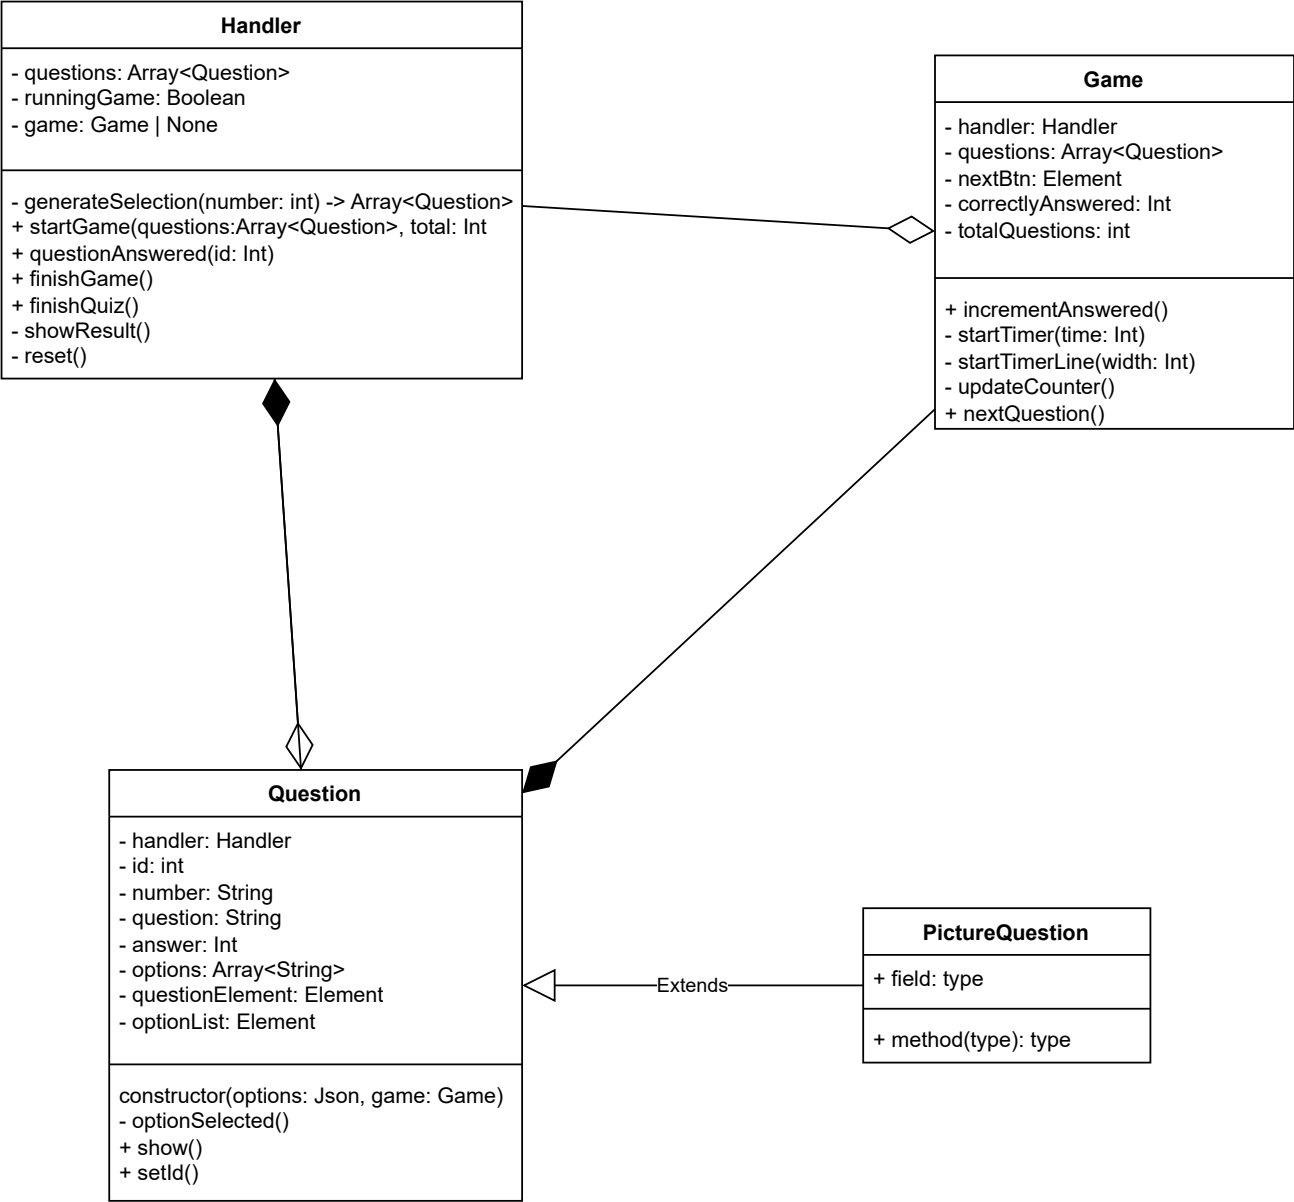 Handler
- questions: Array<Question>
- runningGame: Boolean
- game: Game | None
- generateSelection(number: int) -> Array<Question>
+ startGame(questions:Array<Question>, total: Int
+ questionAnswered(id: Int)
+ finishGame()
+ finishQuiz()
- showResult()
- reset()
Game
- handler: Handler
- questions: Array<Question>
- nextBtn: Element
- correctlyAnswered: Int
- totalQuestions: int
+ incrementAnswered()
- startTimer(time: Int)
- startTimerLine(width: Int)
- updateCounter()
+ nextQuestion()
Question
- handler: Handler
- id: int
- number: String
- question: String
- answer: Int
- options: Array<String>
- questionElement: Element
- optionList: Element
constructor(options: Json, game: Game)
- optionSelected()
+ show()
+ setId()
Extends
PictureQuestion
+ field: type
+ method(type): type